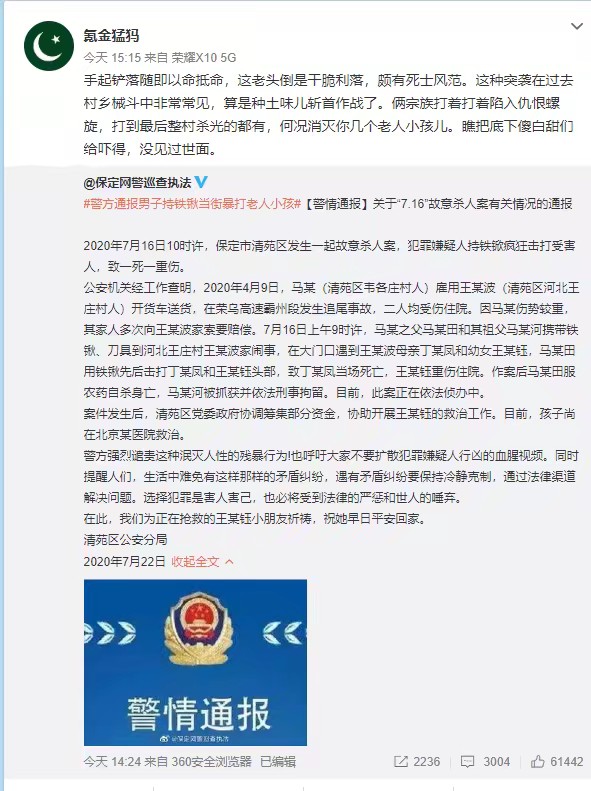 氪金猛犸
今天 15:15 来自 荣耀X10 5G
手起铲落随即以命抵命，这老头倒是干脆利落，颇有死士风范。这种突袭在过去
村乡械斗中非常常见，算是种土味儿斩首作战了。俩宗族打着打着陷入仇恨螺
旋，打到最后整村杀光的都有，何况消灭你几个老人小孩儿。瞧把底下傻白甜们
给吓得，没见过世面。
@保定网警巡查执法
#警方通报男子持铁锹当街暴打老人小孩#【警情通报】关于“7.16”故意杀人案有关情况的通报
2020年7月16日10时许，保定市清苑区发生一起故意杀人案，犯罪嫌疑人持铁锨疯狂击打受害
人，致一死一重伤。
公安机关经工作查明，2020年4月9日，马某（清苑区韦各庄村人）雇用王某波（清苑区河北王
庄村人）开货车送货，在荣乌高速霸州段发生追尾事故，二人均受伤住院。因马某伤势较重，
其家人多次向王某波家索要赔偿。7月16日上午9时许，马某之父马某田和其祖父马某河携带铁
锹、刀具到河北王庄村王某波家闹事，在大门口遇到王某波母亲丁某凤和幼女王某钰，马某田
用铁锹先后击打丁某凤和王某钰头部，致丁某凤当场死亡，王某钰重伤住院。作案后马某田服
农药自杀身亡，马某河被抓获并依法刑事拘留。目前，此案正在依法侦办中。
案件发生后，清苑区党委政府协调筹集部分资金，协助开展王某钰的救治工作。目前，孩子尚
在北京某医院救治。
警方强烈谴责这种泯灭人性的残暴行为!也呼吁大家不要扩散犯罪嫌疑人行凶的血腥视频。同时
提醒人们，生活中难免有这样那样的矛盾纠纷，遇有矛盾纠纷要保持冷静克制，通过法律渠道
解决问题。选择犯罪是害人害己，也必将受到法律的严惩和世人的唾弃。
在此，我们为正在抢救的王某钰小朋友祈祷，祝她早日平安回家。
清苑区公安分局
2020年7月22日 收起全文
警情通报
@保定网警巡查执法
今天 14:24 来自 360安全浏览器 已编辑
2236 3004 61442